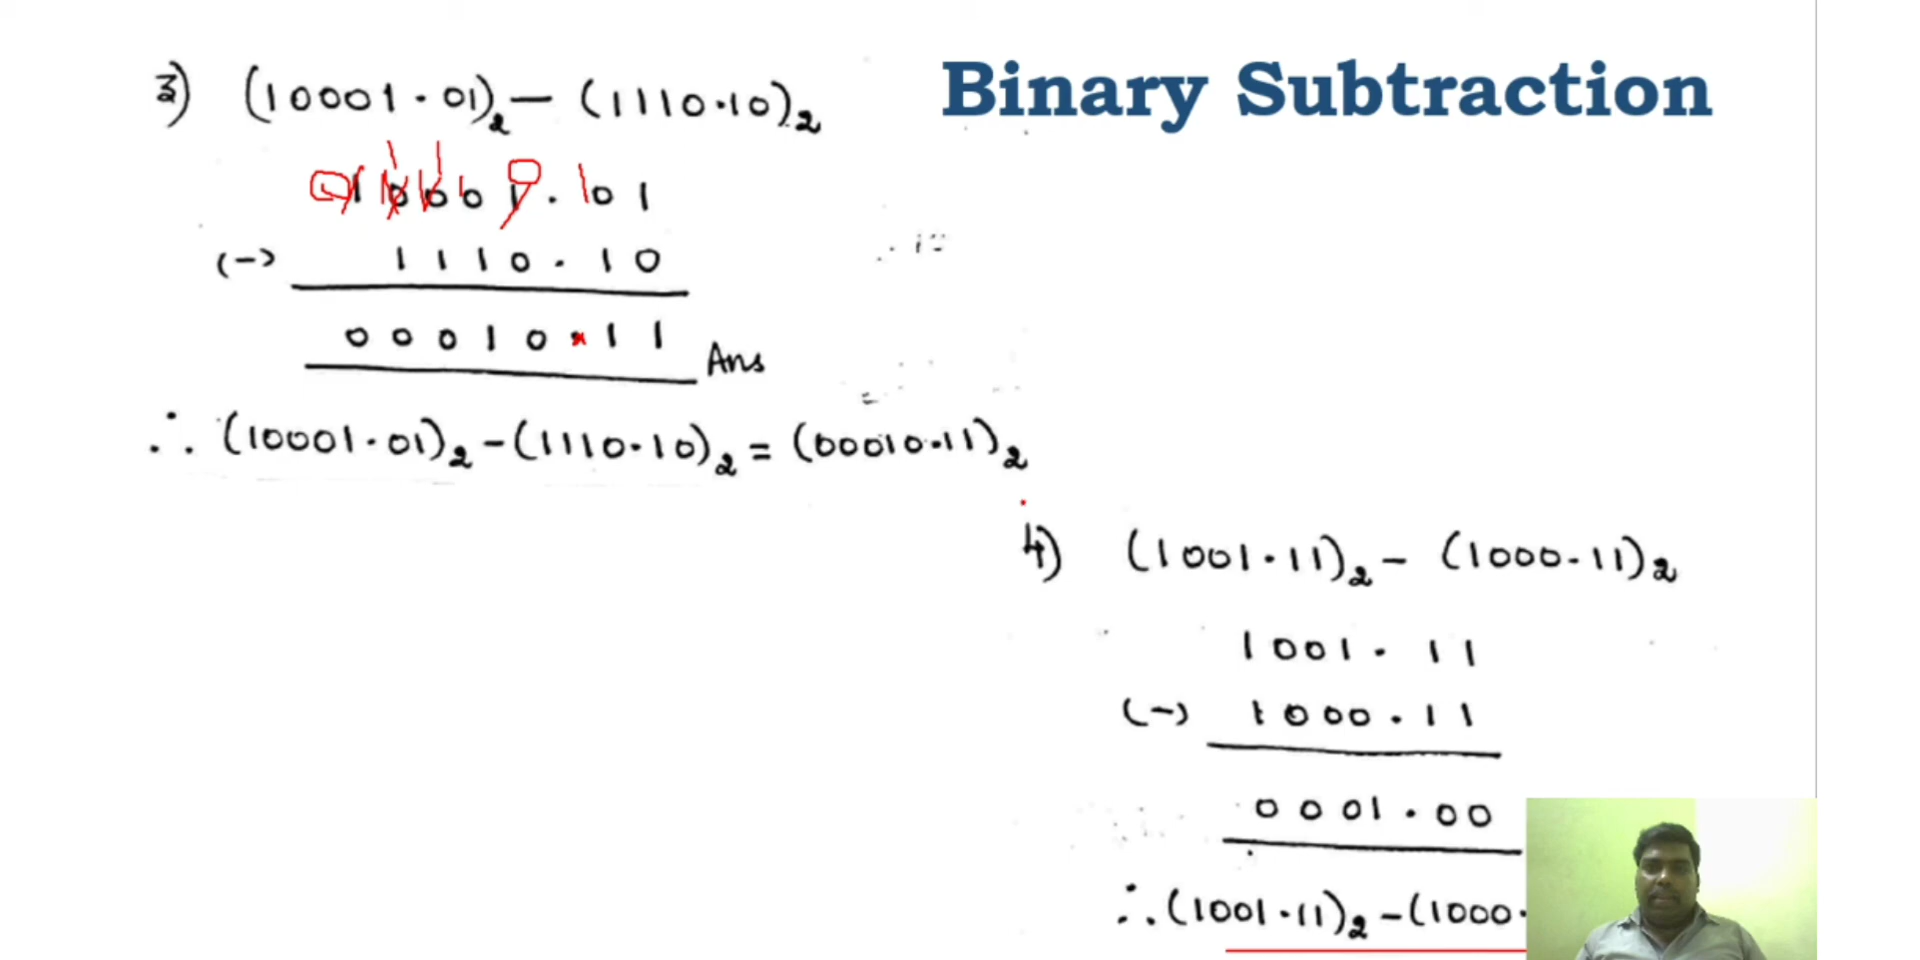 Binary Subtraction
3) (10001.01)₂ — (1110.10)₂
10001.01
(-) 1110.10
00010.11 Ans
∴ (10001.01)₂ - (1110.10)₂ = (00010.11)₂
4) (1001.11)₂ - (1000.11)₂
1001.11
(-) 1000.11
0001.00
∴ (1001.11)₂ - (1000.